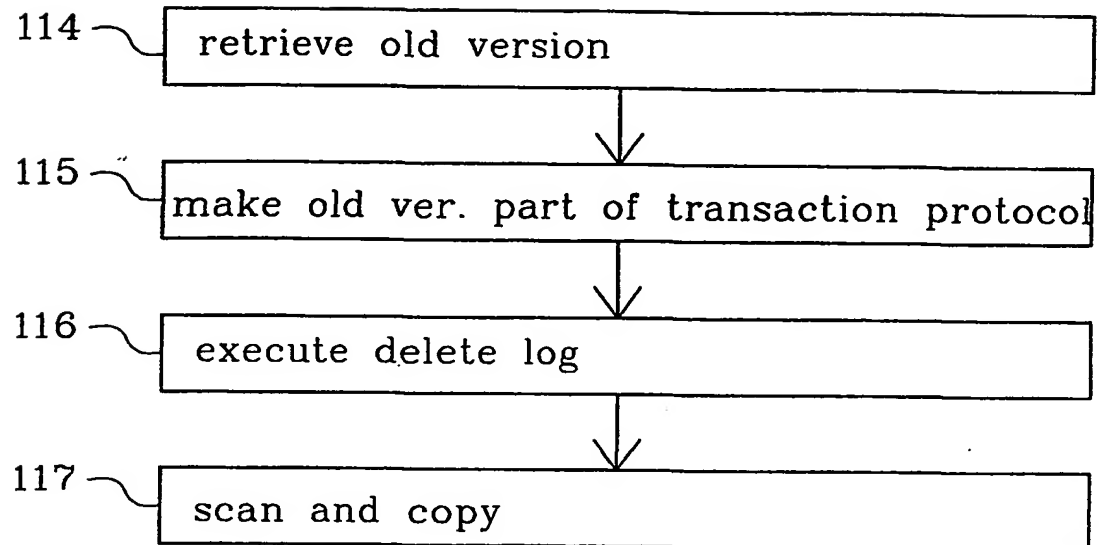 114 retrieve old version
115 make old ver. part of transaction protocol
116 execute delete log
117 scan and copy